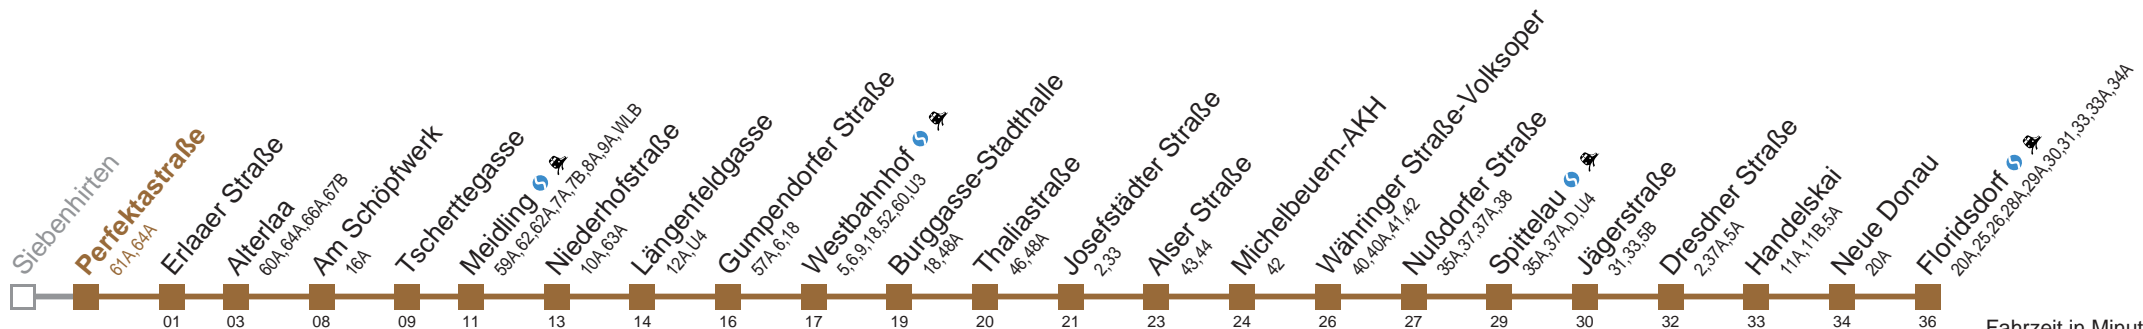 Siebenhirten
Perfektastraße
61A,64A
Erlaaer Straße
Alterlaa
60A,64A,66A,67B
Am Schöpfwerk
16A
Tscherttegasse
Meidling
59A,62,62A,7A,7B,8A,9A,WLB
Niederhofstraße
10A,63A
Längenfeldgasse
12A,U4
Gumpendorfer Straße
57A,6,18
Westbahnhof
5,6,9,18,52,60,U3
Burggasse-Stadthalle
18,48A
Thaliastraße
46,48A
Josefstädter Straße
2,33
Alser Straße
43,44
Michelbeuern-AKH
42
Währinger Straße-Volksoper
40,40A,41,42
Nußdorfer Straße
35A,37,37A,38
Spittelau
35A,37A,D,U4
Jägerstraße
31,33,5B
Dresdner Straße
2,37A,5A
Handelskai
11A,11B,5A
Neue Donau
20A
Floridsdorf
20A,25,26,28A,29A,30,31,33,33A,34A
01 03 08 09 11 13 14 16 17 19 20 21 23 24 26 27 29 30 32 33 34 36
Fahrzeit in Minut